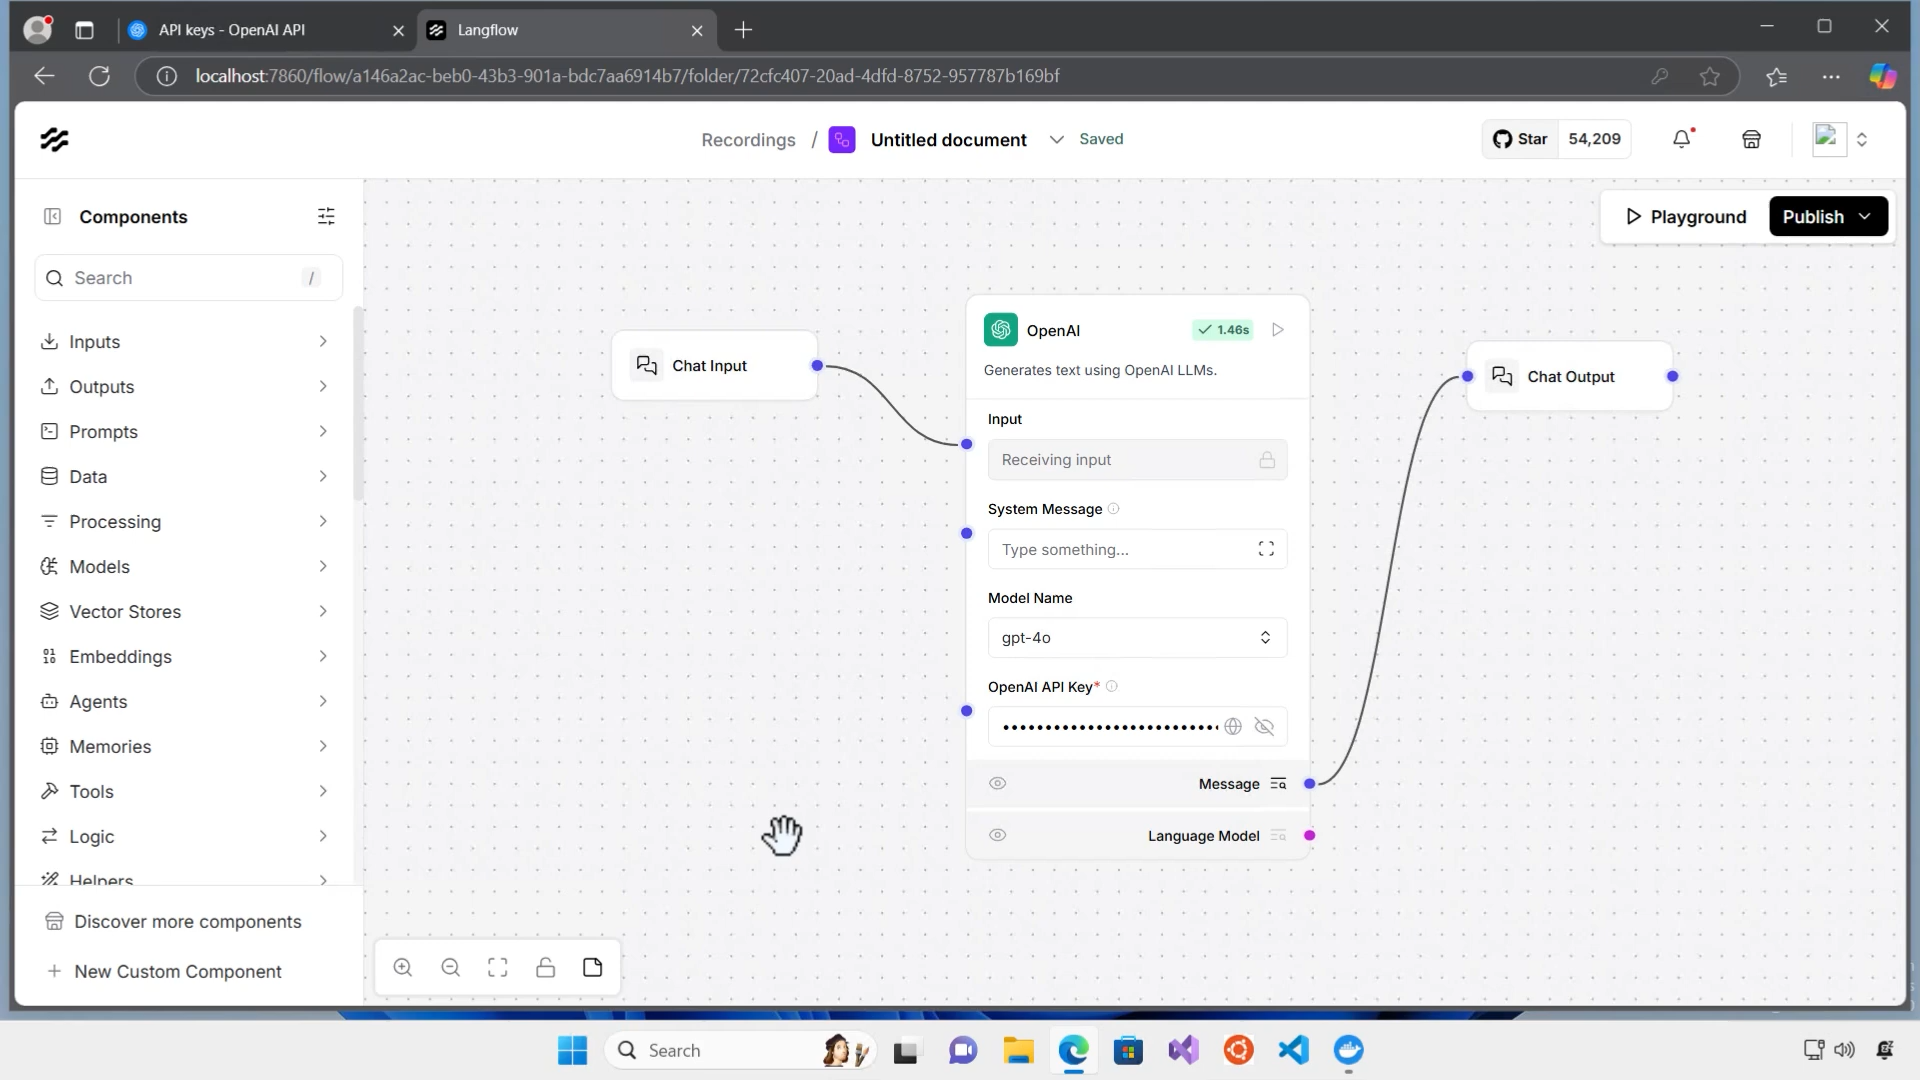 API keys - OpenAI API
Langflow
localhost:7860/flow/a146a2ac-beb0-43b3-901a-bdc7aa6914b7/folder/72cfc407-20ad-4dfd-8752-957787b169bf
Recordings / Untitled document Saved
Star 54,209
Components
Playground
Publish
Search /
Inputs
Outputs
Prompts
Data
Processing
Models
Vector Stores
Embeddings
Agents
Memories
Tools
Logic
Helpers
Discover more components
New Custom Component
Chat Input
OpenAI
1.46s
Generates text using OpenAI LLMs.
Input
Receiving input
System Message
Type something...
Model Name
gpt-4o
OpenAI API Key*
Message
Language Model
Chat Output
Search